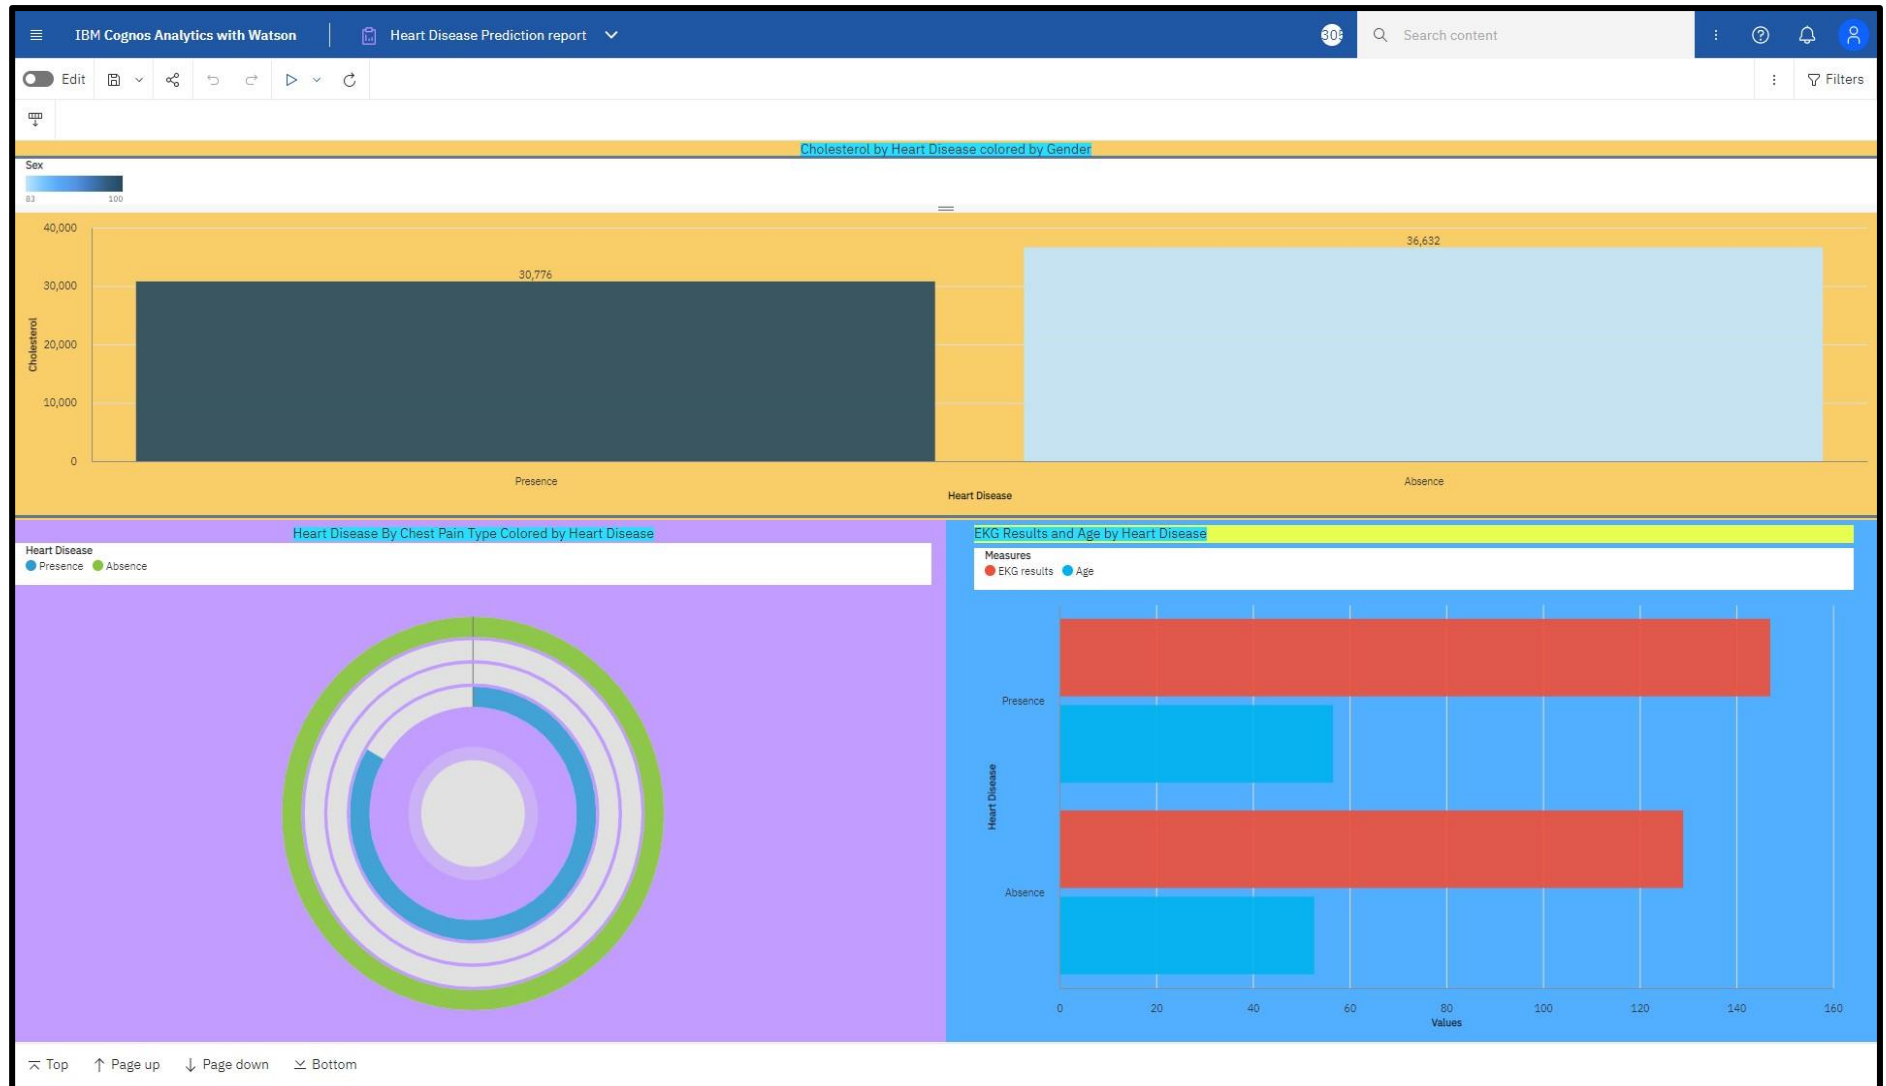 IBM Cognos Analytics with Watson
Heart Disease Prediction report
305
Search content
Edit
Filters
Cholesterol by Heart Disease colored by Gender
Sex
83 100
40,000
30,000
20,000
10,000
0
Cholesterol
30,776
36,632
Presence
Absence
Heart Disease
Heart Disease By Chest Pain Type Colored by Heart Disease
Heart Disease
Presence Absence
EKG Results and Age by Heart Disease
Measures
EKG results Age
Presence
Absence
Heart Disease
0 20 40 60 80 100 120 140 160
Values
Top Page up Page down Bottom